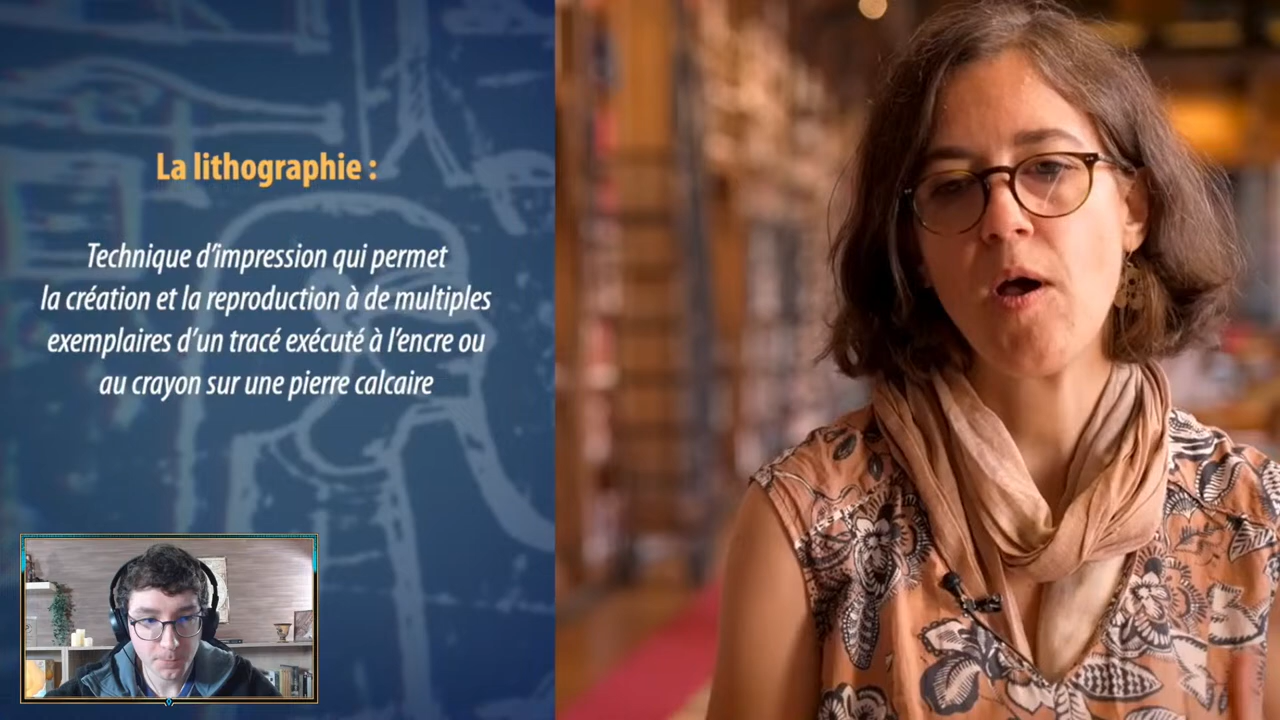 La lithographie :
Technique d’impression qui permet
la création et la reproduction à de multiples
exemplaires d’un tracé exécuté à l’encre ou
au crayon sur une pierre calcaire